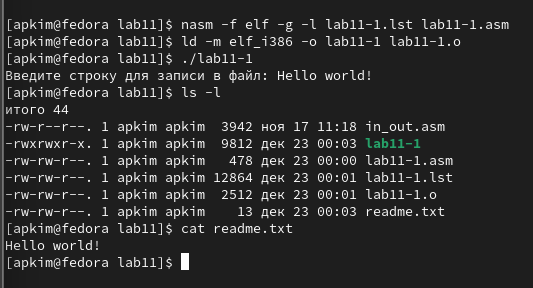 [apkim@fedora lab11]$ nasm -f elf -g -l lab11-1.lst lab11-1.asm
[apkim@fedora lab11]$ ld -m elf_i386 -o lab11-1 lab11-1.o
[apkim@fedora lab11]$ ./lab11-1
Введите строку для записи в файл: Hello world!
[apkim@fedora lab11]$ ls -l
итого 44
-rw-r--r--. 1 apkim apkim  3942 ноя 17 11:18 in_out.asm
-rwxrwxr-x. 1 apkim apkim  9812 дек 23 00:03 lab11-1
-rw-rw-r--. 1 apkim apkim   478 дек 23 00:00 lab11-1.asm
-rw-rw-r--. 1 apkim apkim 12864 дек 23 00:01 lab11-1.lst
-rw-rw-r--. 1 apkim apkim  2512 дек 23 00:01 lab11-1.o
-rw-rw-r--. 1 apkim apkim    13 дек 23 00:03 readme.txt
[apkim@fedora lab11]$ cat readme.txt
Hello world!
[apkim@fedora lab11]$